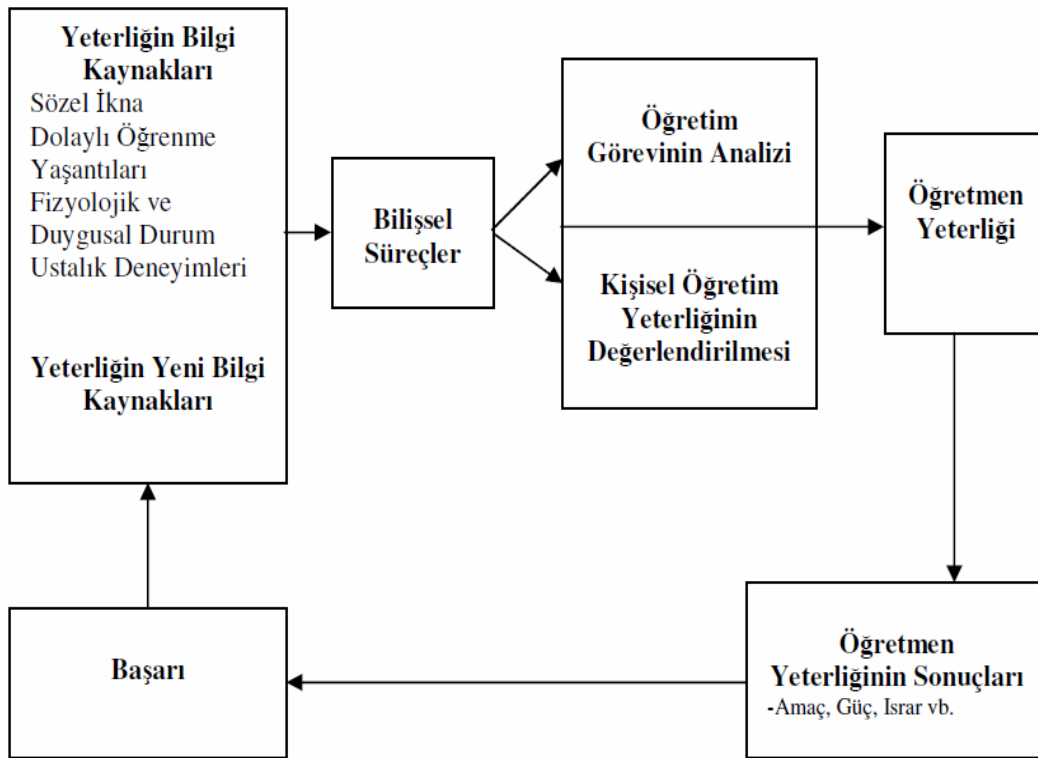 Yeterliğin Bilgi
Kaynakları
Sözel İkna
Dolaylı Öğrenme
Yaşantıları
Fizyolojik ve
Duygusal Durum
Ustalık Deneyimleri
Yeterliğin Yeni Bilgi
Kaynakları
Bilişsel
Süreçler
Öğretim
Görevinin Analizi
Kişisel Öğretim
Yeterliğinin
Değerlendirilmesi
Öğretmen
Yeterliği
Öğretmen
Yeterliğinin Sonuçları
-Amaç, Güç, Israr vb.
Başarı